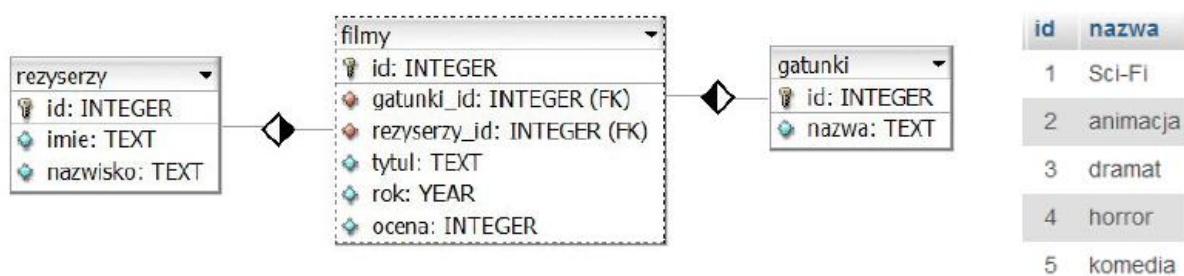 rezyserzy
id: INTEGER
imie: TEXT
nazwisko: TEXT
filmy
id: INTEGER
gatunki_id: INTEGER (FK)
rezyserzy_id: INTEGER (FK)
tytul: TEXT
rok: YEAR
ocena: INTEGER
gatunki
id: INTEGER
nazwa: TEXT
id nazwa
1 Sci-Fi
2 animacja
3 dramat
4 horror
5 komedia